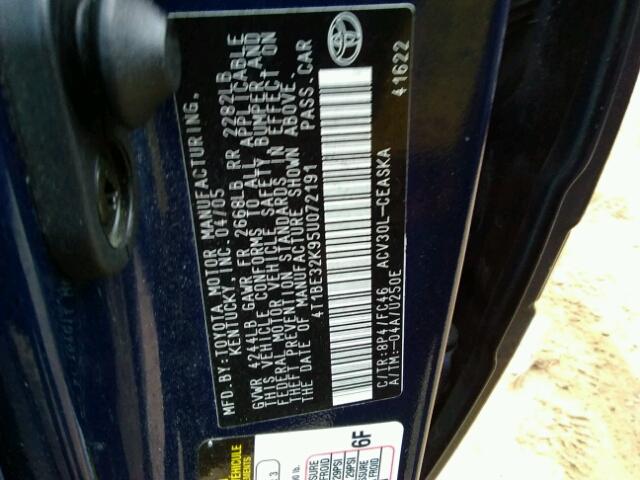 MFD.BY:TOYOTA MOTOR MANUFACTURING,
KENTUCKY, INC. 04/05
GVWR 4244LB GAWR FR 2668LB RR 2282LB
THIS VEHICLE CONFORMS TO ALL APPLICABLE
FEDERAL MOTOR VEHICLE SAFETY, BUMPER, AND
THEFT PREVENTION STANDARDS IN EFFECT ON
THE DATE OF MANUFACTURE SHOWN ABOVE.
4T1BE32K95U072191 PASS.CAR
C/TR:8P4/FC46 ACV30L-CEASKA 41622
A/TM:-04A/U250E
VEHICULE
6F